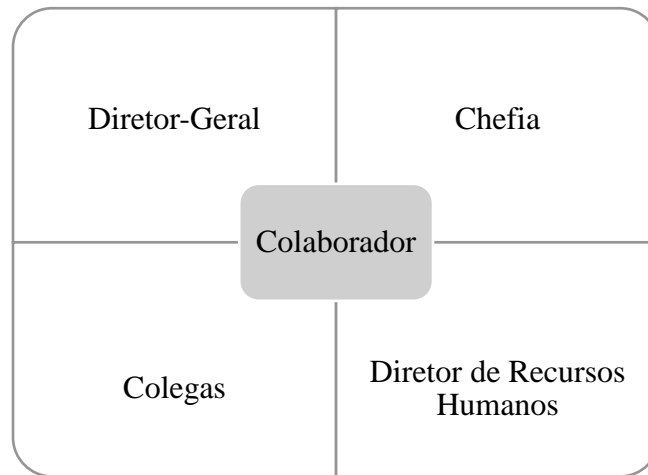 Diretor-Geral
Chefia
Colaborador
Colegas
Diretor de Recursos
Humanos